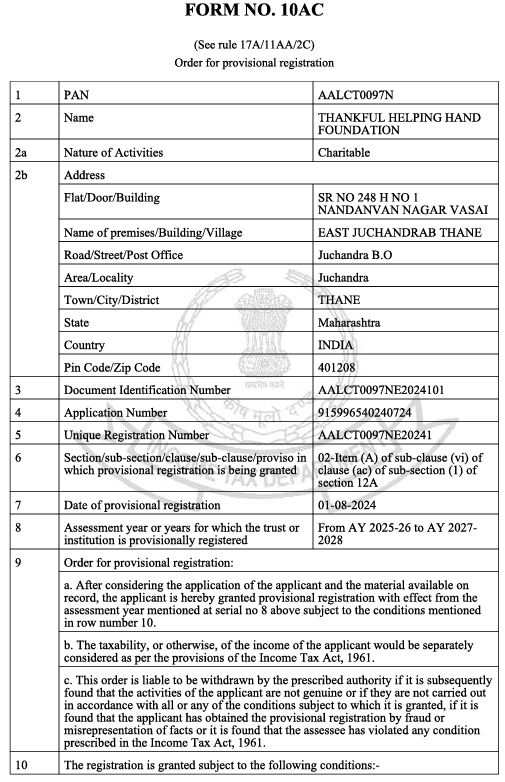 FORM NO. 10AC
(See rule 17A/11AA/2C)
Order for provisional registration
1 PAN AALCT0097N
2 Name THANKFUL HELPING HAND
FOUNDATION
2a Nature of Activities Charitable
2b Address
Flat/Door/Building SR NO 248 H NO 1
NANDANVAN NAGAR VASAI
Name of premises/Building/Village EAST JUCHANDRAB THANE
Road/Street/Post Office Juchandra B.O
Area/Locality Juchandra
Town/City/District THANE
State Maharashtra
Country INDIA
Pin Code/Zip Code 401208
3 Document Identification Number AALCT0097NE2024101
4 Application Number 915996540240724
5 Unique Registration Number AALCT0097NE20241
6 Section/sub-section/clause/sub-clause/proviso in 02-Item (A) of sub-clause (vi) of
which provisional registration is being granted clause (ac) of sub-section (1) of
section 12A
7 Date of provisional registration 01-08-2024
8 Assessment year or years for which the trust or From AY 2025-26 to AY 2027-
institution is provisionally registered 2028
9 Order for provisional registration:
a. After considering the application of the applicant and the material available on
record, the applicant is hereby granted provisional registration with effect from the
assessment year mentioned at serial no 8 above subject to the conditions mentioned
in row number 10.
b. The taxability, or otherwise, of the income of the applicant would be separately
considered as per the provisions of the Income Tax Act, 1961.
c. This order is liable to be withdrawn by the prescribed authority if it is subsequently
found that the activities of the applicant are not genuine or if they are not carried out
in accordance with all or any of the conditions subject to which it is granted, if it is
found that the applicant has obtained the provisional registration by fraud or
misrepresentation of facts or it is found that the assessee has violated any condition
prescribed in the Income Tax Act, 1961.
10 The registration is granted subject to the following conditions:-
सत्यमेव जयते
कोष मूलो दण्ड
INCOME TAX DEPARTMENT